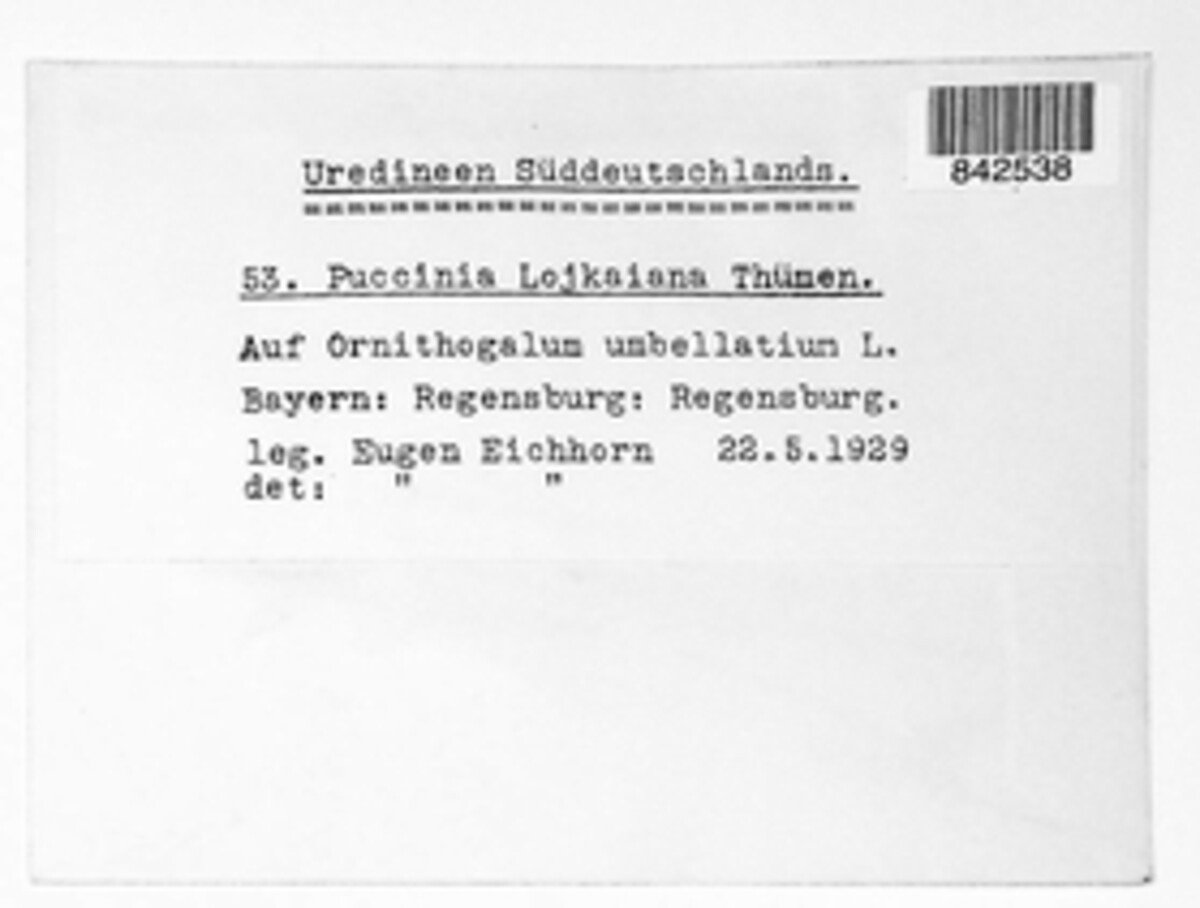 842538
Uredineen Süddeutschlands.
53. Puccinia Lojkaiana Thümen.
Auf Ornithogalum umbellatiun L.
Bayern: Regensburg: Regensburg.
leg. Eugen Eichhorn 22.5.1929
det: " "